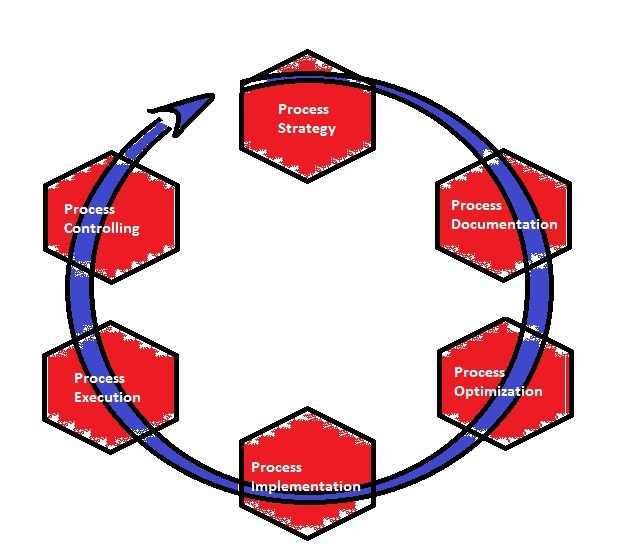 Process
Strategy
Process
Documentation
Process
Optimization
Process
Implementation
Process
Execution
Process
Controlling